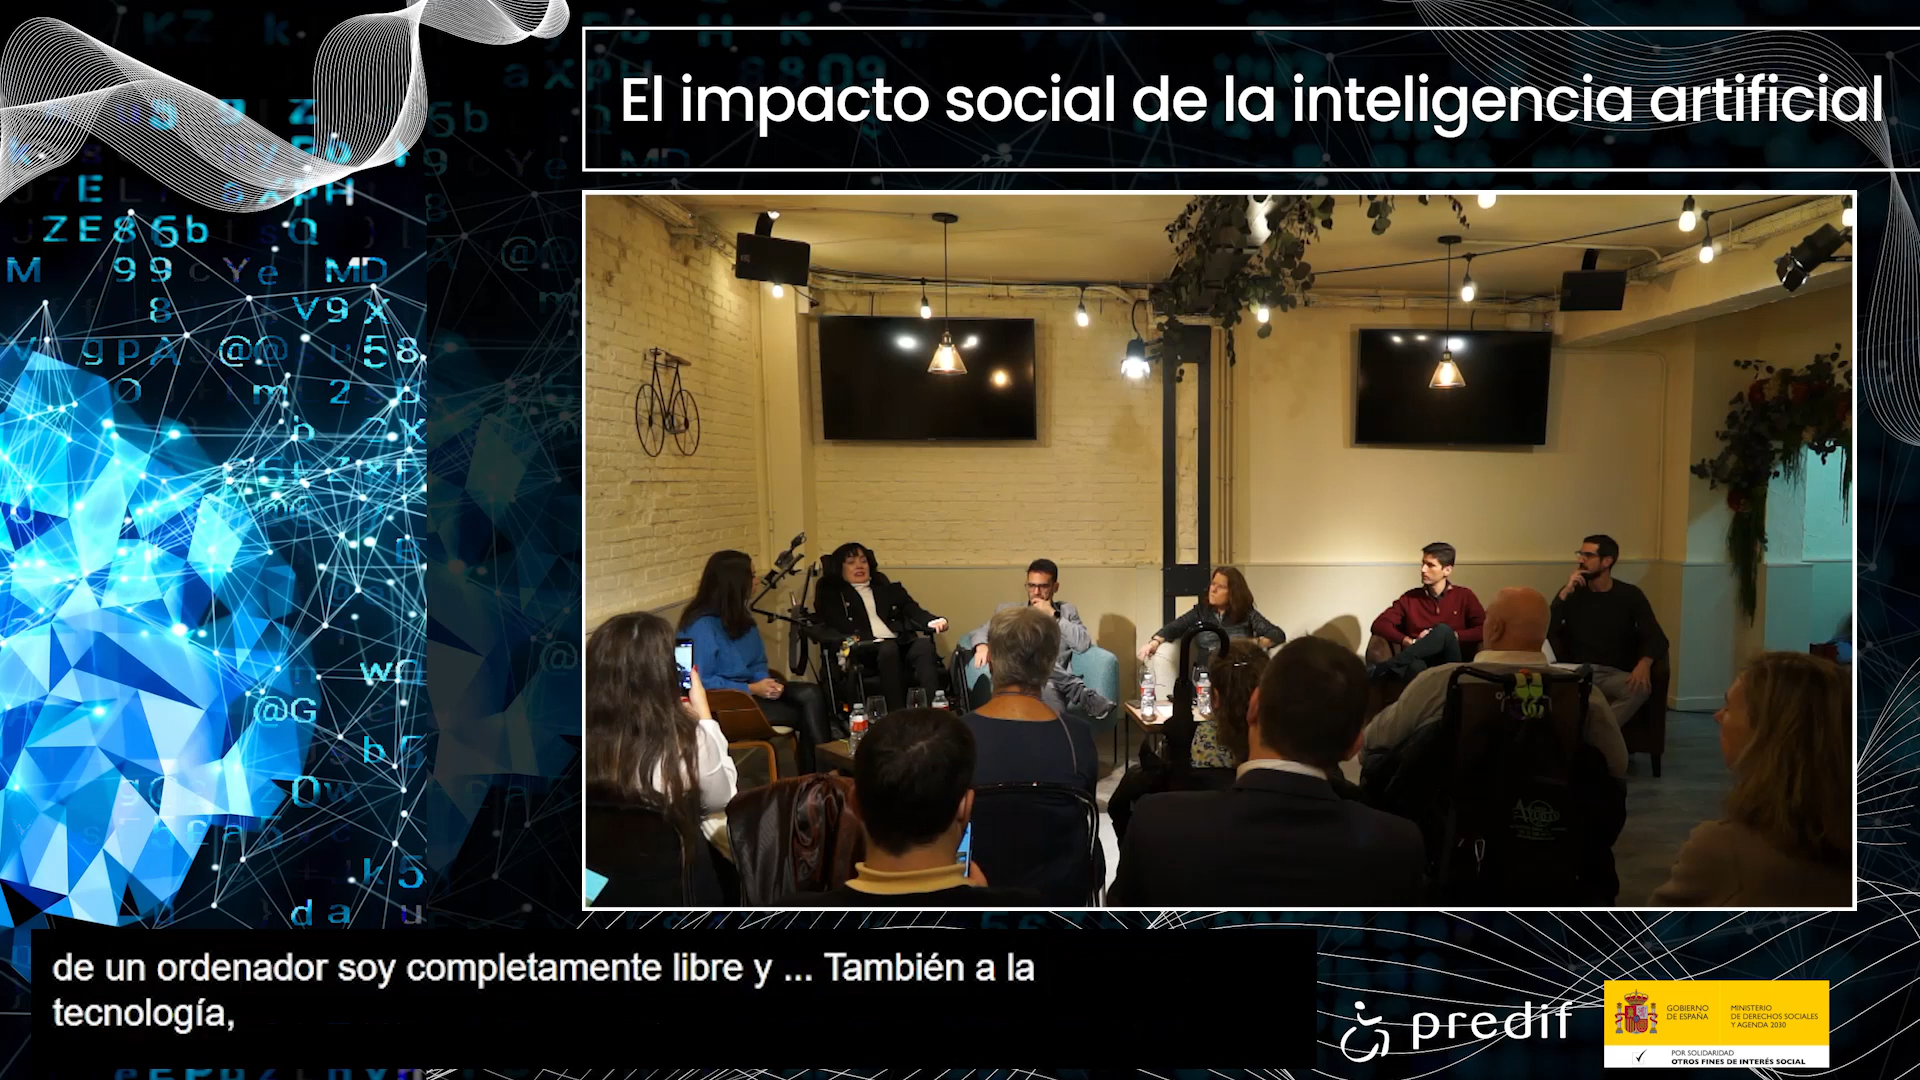 El impacto social de la inteligencia artificial
ZE86b
de un ordenador soy completamente libre y ... También a la
tecnología,
predif
GOBIERNO
DE ESPAÑA
MINISTERIO
DE DERECHOS SOCIALES
Y AGENDA 2030
POR SOLIDARIDAD
OTROS FINES DE INTERÉS SOCIAL